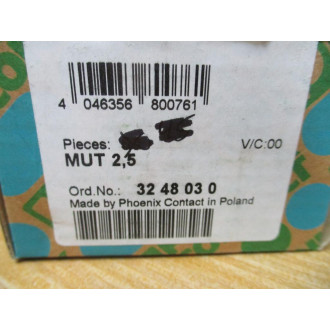 4 046356 800761
Pieces:
V/C:00
MUT 2,5
Ord.No.: 32 48 03 0
Made by Phoenix Contact in Poland